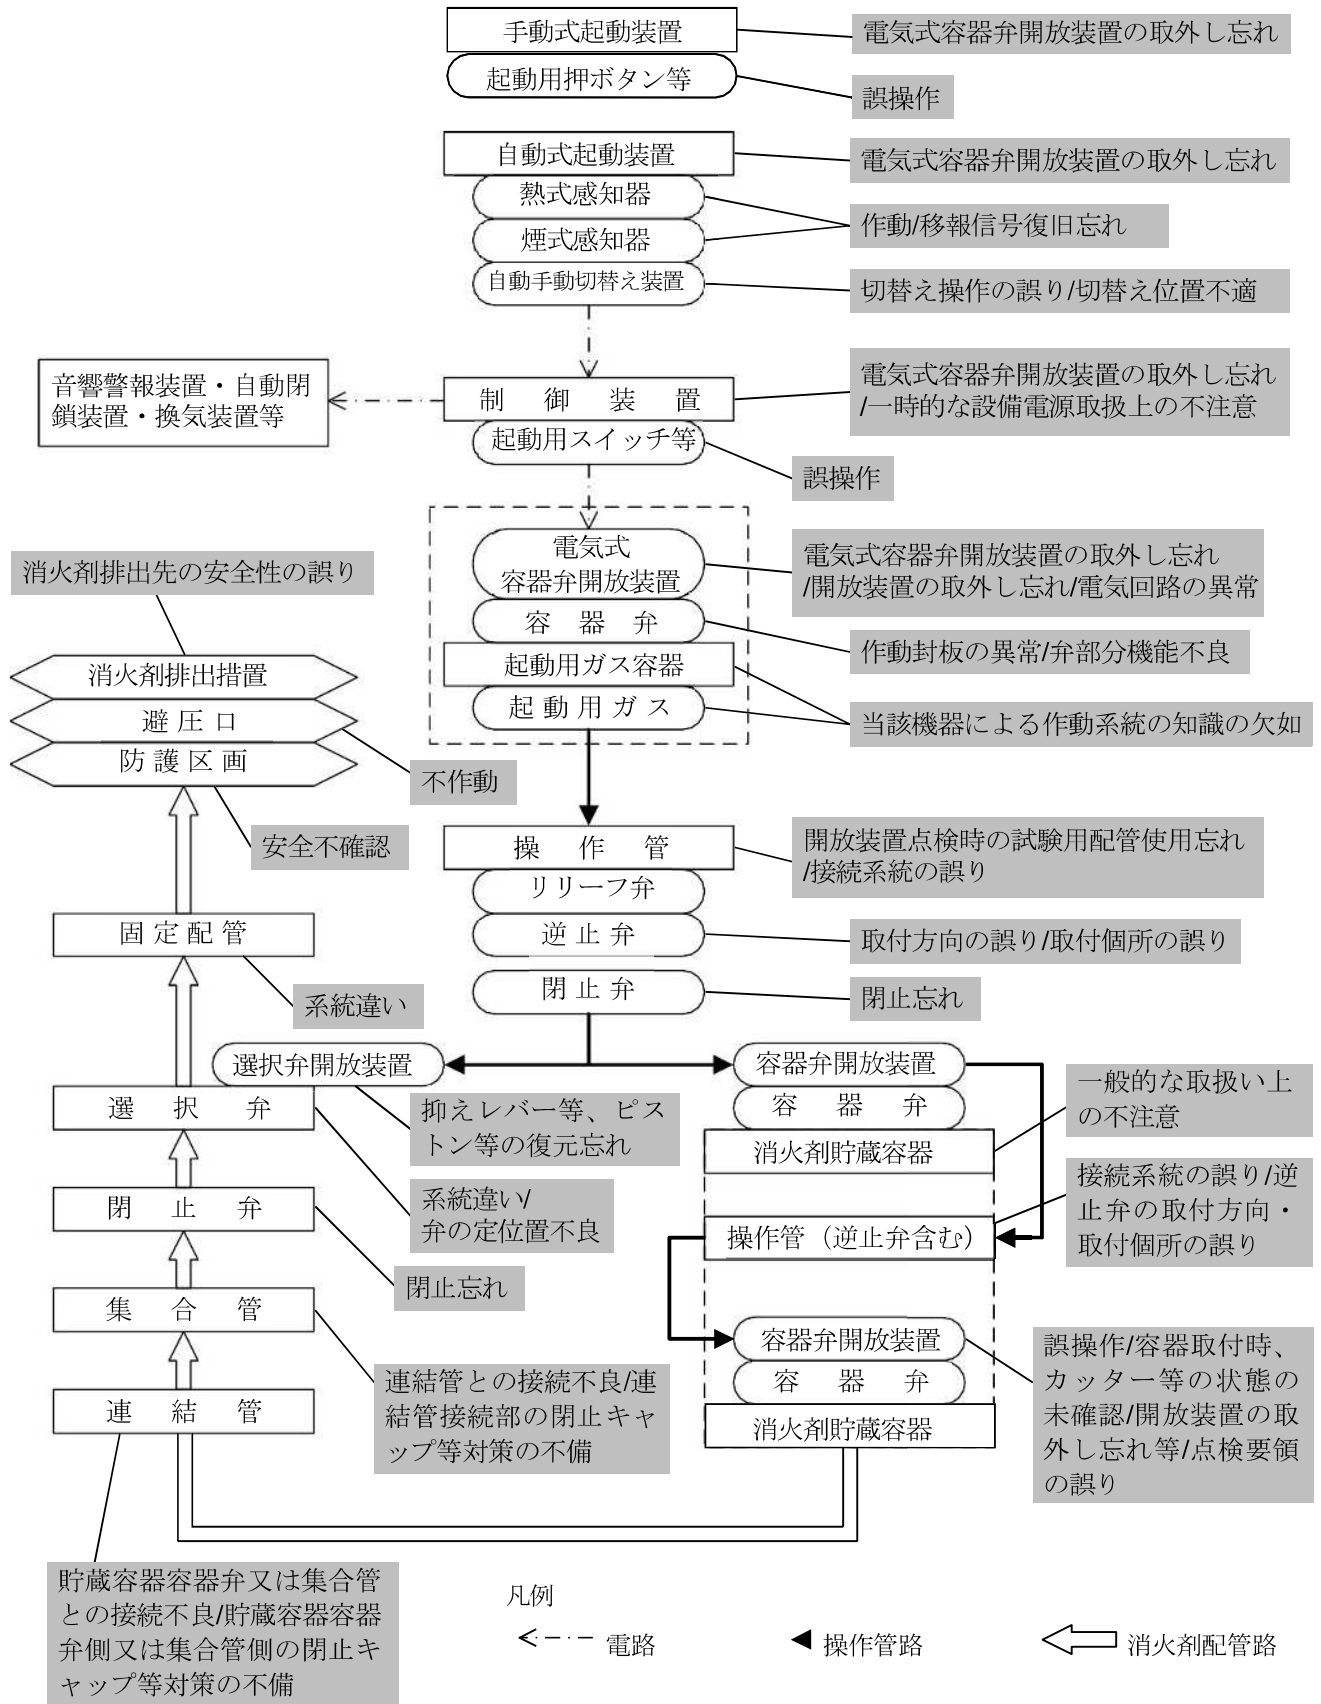 手動式起動装置
電気式容器弁開放装置の取外し忘れ
起動用押ボタン等
誤操作
自動式起動装置
電気式容器弁開放装置の取外し忘れ
熱式感知器
煙式感知器
作動/移報信号復旧忘れ
自動手動切替え装置
切替え操作の誤り/切替え位置不適
音響警報装置・自動閉
鎖装置・換気装置等
制御装置
電気式容器弁開放装置の取外し忘れ
/一時的な設備電源取扱上の不注意
起動用スイッチ等
誤操作
電気式
容器弁開放装置
電気式容器弁開放装置の取外し忘れ
/開放装置の取外し忘れ/電気回路の異常
容器弁
作動封板の異常/弁部分機能不良
起動用ガス容器
起動用ガス
当該機器による作動系統の知識の欠如
消火剤排出先の安全性の誤り
消火剤排出措置
避圧口
防護区画
不作動
安全不確認
操作管
開放装置点検時の試験用配管使用忘れ
/接続系統の誤り
リリーフ弁
逆止弁
取付方向の誤り/取付個所の誤り
閉止弁
閉止忘れ
固定配管
系統違い
選択弁開放装置
抑えレバー等、ピス
トン等の復元忘れ
選択弁
系統違い/
弁の定位置不良
閉止弁
閉止忘れ
集合管
連結管との接続不良/連
結管接続部の閉止キャ
ップ等対策の不備
連結管
貯蔵容器容器弁又は集合管
との接続不良/貯蔵容器容器
弁側又は集合管側の閉止キ
ャップ等対策の不備
容器弁開放装置
容器弁
消火剤貯蔵容器
一般的な取扱い上
の不注意
操作管（逆止弁含む）
接続系統の誤り/逆
止弁の取付方向・
取付個所の誤り
容器弁開放装置
容器弁
消火剤貯蔵容器
誤操作/容器取付時、
カッター等の状態の
未確認/開放装置の取
外し忘れ等/点検要領
の誤り
凡例
電路
操作管路
消火剤配管路